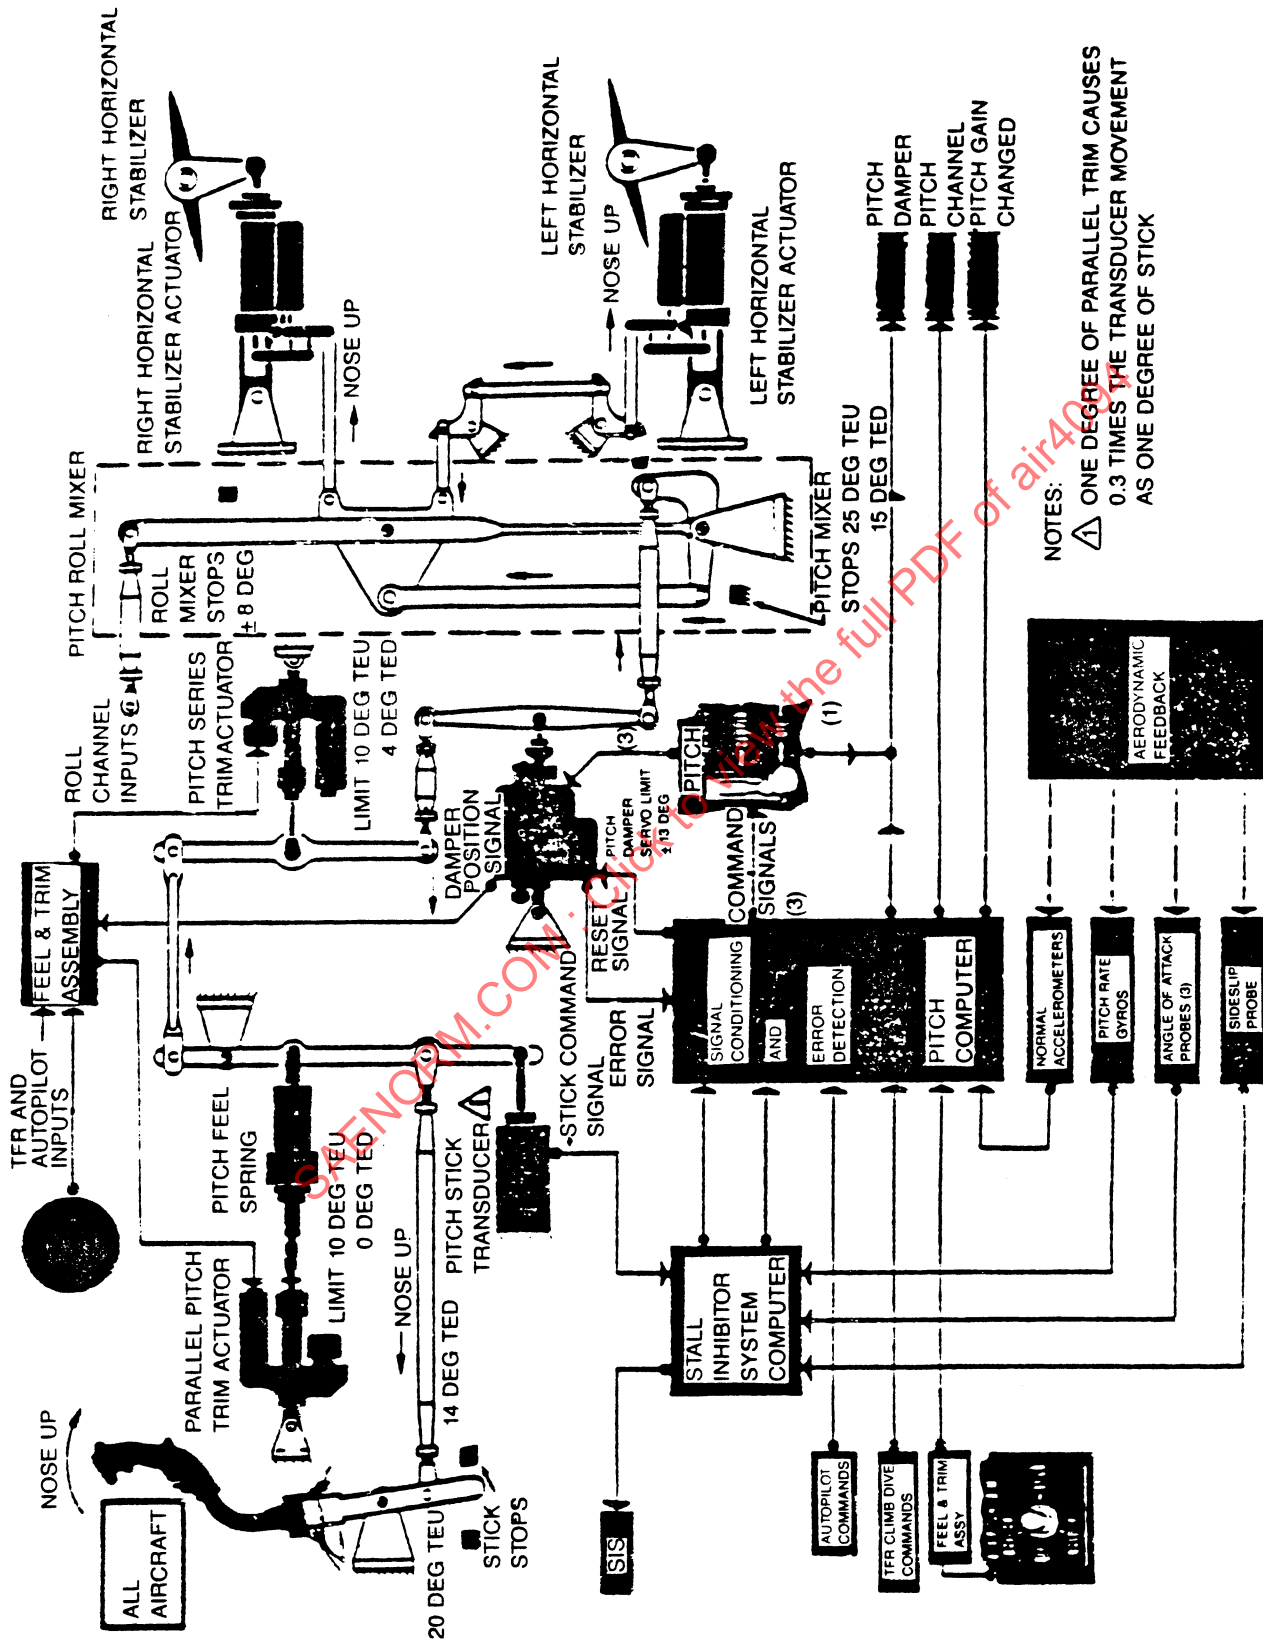 ALL
AIRCRAFT
NOSE UP
20 DEG TEU
STICK
STOPS
14 DEG TED
← NOSE UP
PARALLEL PITCH
TRIM ACTUATOR
LIMIT 10 DEG TEU
0 DEG TED
PITCH FEEL
SPRING
PITCH STICK
TRANSDUCER
1
TFR AND
AUTOPILOT
INPUTS
FEEL & TRIM
ASSEMBLY
ROLL
CHANNEL
INPUTS
PITCH SERIES
TRIMACTUATOR
LIMIT 10 DEG TEU
4 DEG TED
DAMPER
POSITION
SIGNAL
PITCH
DAMPER
SERVO LIMIT
± 13 DEG
(3)
PITCH ROLL MIXER
ROLL
MIXER
STOPS
± 8 DEG
PITCH MIXER
STOPS 25 DEG TEU
15 DEG TED
RIGHT HORIZONTAL
STABILIZER
RIGHT HORIZONTAL
STABILIZER ACTUATOR
→ NOSE UP
LEFT HORIZONTAL
STABILIZER
→ NOSE UP
LEFT HORIZONTAL
STABILIZER ACTUATOR
STICK COMMAND
SIGNAL
ERROR
SIGNAL
RESET
SIGNAL
COMMAND
SIGNALS
(3)
PITCH
(1)
SIS
STALL
INHIBITOR
SYSTEM
COMPUTER
SIGNAL
CONDITIONING
AND
ERROR
DETECTION
PITCH
COMPUTER
PITCH
DAMPER
PITCH
CHANNEL
PITCH GAIN
CHANGED
AUTOPILOT
COMMANDS
TFR CLIMB DIVE
COMMANDS
FEEL & TRIM
ASSY
NORMAL
ACCELEROMETERS
PITCH RATE
GYROS
ANGLE OF ATTACK
PROBES (3)
SIDESLIP
PROBE
AERODYNAMIC
FEEDBACK
NOTES:
1 ONE DEGREE OF PARALLEL TRIM CAUSES
0.3 TIMES THE TRANSDUCER MOVEMENT
AS ONE DEGREE OF STICK
SAENORM.COM : Click to view the full PDF of air4094